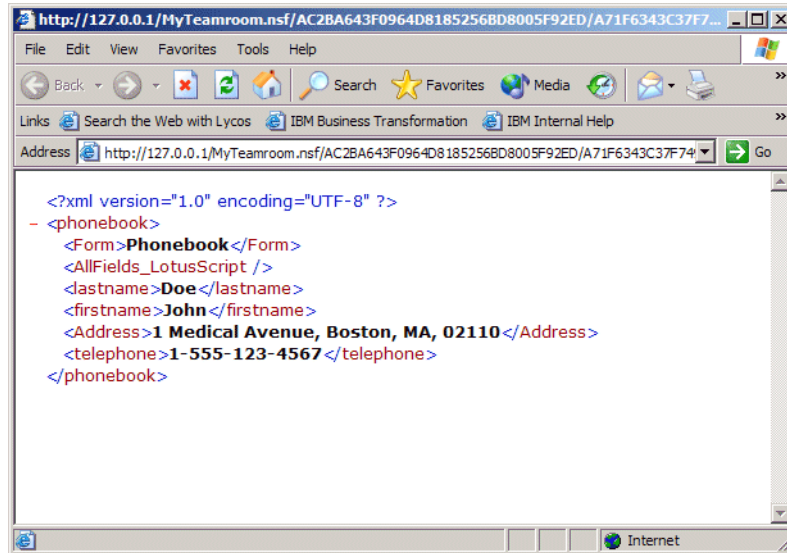 http://127.0.0.1/MyTeamroom.nsf/AC2BA643F0964D8185256BD8005F92ED/A71F6343C37F7...
File Edit View Favorites Tools Help
Back Search Favorites Media »
Links Search the Web with Lycos IBM Business Transformation IBM Internal Help »
Address http://127.0.0.1/MyTeamroom.nsf/AC2BA643F0964D8185256BD8005F92ED/A71F6343C37F74 Go
<?xml version="1.0" encoding="UTF-8" ?>
- <phonebook>
<Form>Phonebook</Form>
<AllFields_LotusScript />
<lastname>Doe</lastname>
<firstname>John</firstname>
<Address>1 Medical Avenue, Boston, MA, 02110</Address>
<telephone>1-555-123-4567</telephone>
</phonebook>
Internet